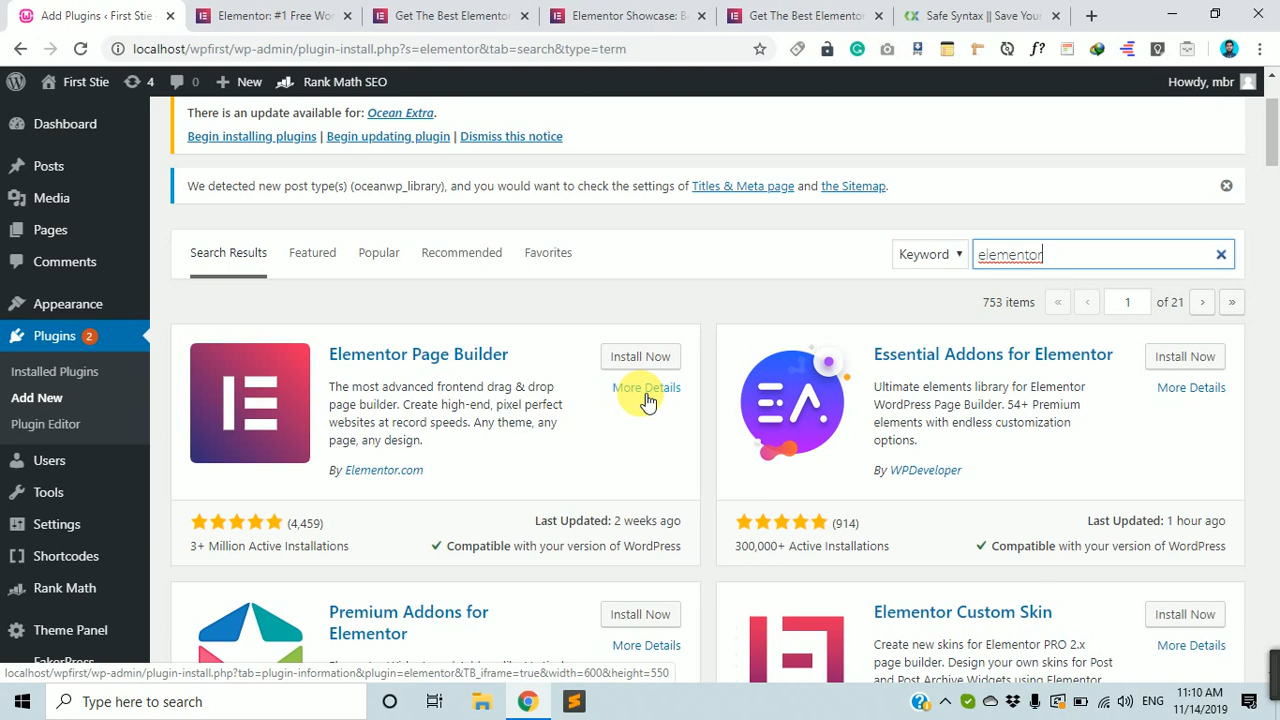 Add Plugins ‹ First Stie
Elementor: #1 Free Wo
Get The Best Elementor
Elementor Showcase: B
Get The Best Elementor
Safe Syntax || Save Your
localhost/wpfirst/wp-admin/plugin-install.php?s=elementor&tab=search&type=term
First Stie
4
0
New
Rank Math SEO
Howdy, mbr
Dashboard
Posts
Media
Pages
Comments
Appearance
Plugins 2
Installed Plugins
Add New
Plugin Editor
Users
Tools
Settings
Shortcodes
Rank Math
Theme Panel
FakerPress
There is an update available for: Ocean Extra.
Begin installing plugins | Begin updating plugin | Dismiss this notice
We detected new post type(s) (oceanwp_library), and you would want to check the settings of Titles & Meta page and the Sitemap.
Search Results
Featured
Popular
Recommended
Favorites
Keyword
elementor
753 items
«
‹
1
of 21
›
»
Elementor Page Builder
Install Now
More Details
The most advanced frontend drag & drop
page builder. Create high-end, pixel perfect
websites at record speeds. Any theme, any
page, any design.
By Elementor.com
(4,459)
Last Updated: 2 weeks ago
3+ Million Active Installations
Compatible with your version of WordPress
Essential Addons for Elementor
Install Now
More Details
Ultimate elements library for Elementor
WordPress Page Builder. 54+ Premium
elements with endless customization
options.
By WPDeveloper
(914)
Last Updated: 1 hour ago
300,000+ Active Installations
Compatible with your version of WordPress
Premium Addons for
Elementor
Install Now
More Details
Elementor Custom Skin
Install Now
More Details
Create new skins for Elementor PRO 2.x
page builder. Design your own skins for Post
and Post Archive Widgets using Elementor
localhost/wpfirst/wp-admin/plugin-install.php?tab=plugin-information&plugin=elementor&TB_iframe=true&width=600&height=550
Type here to search
ENG
11:10 AM
11/14/2019